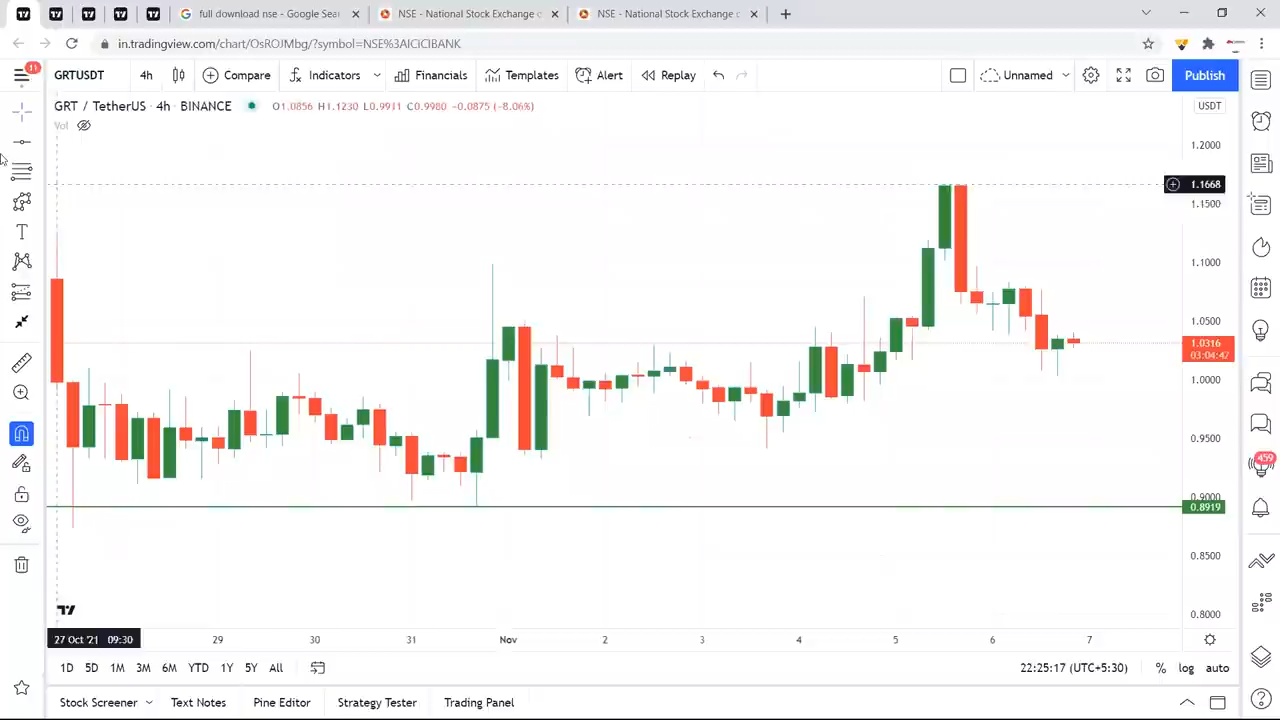 full download nse - Google Sear
NSE - National Stock Exchange o
NSE - National Stock Exchange o
in.tradingview.com/chart/OsROJMbg/?symbol=NSE%3AICICIBANK
11
GRTUSDT 4h Compare Indicators Financials Templates Alert Replay Unnamed Publish
GRT / TetherUS · 4h · BINANCE O1.0856 H1.1230 L0.9911 C0.9980 -0.0875 (-8.06%) USDT
Vol
1.2000
1.1668
1.1500
1.1000
1.0500
1.0316
03:04:47
1.0000
0.9500
459
0.9000
0.8919
0.8500
0.8000
27 Oct '21 09:30 29 30 31 Nov 2 3 4 5 6 7
1D 5D 1M 3M 6M YTD 1Y 5Y All 22:25:17 (UTC+5:30) % log auto
Stock Screener Text Notes Pine Editor Strategy Tester Trading Panel